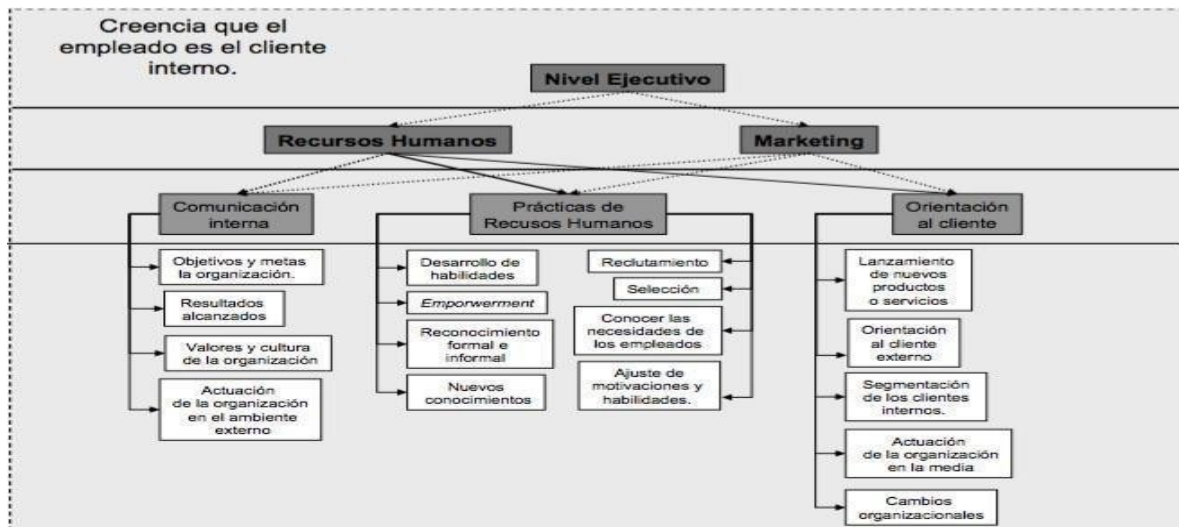 Creencia que el
empleado es el cliente
interno.
Nivel Ejecutivo
Recursos Humanos
Marketing
Comunicación
interna
Prácticas de
Recusos Humanos
Orientación
al cliente
Objetivos y metas
la organización.
Resultados
alcanzados
Valores y cultura
de la organización
Actuación
de la organización
en el ambiente
externo
Desarrollo de
habilidades
Emporwerment
Reconocimiento
formal e
informal
Nuevos
conocimientos
Reclutamiento
Selección
Conocer las
necesidades de
los empleados
Ajuste de
motivaciones y
habilidades.
Lanzamiento
de nuevos
productos
o servicios
Orientación
al cliente
externo
Segmentación
de los clientes
internos.
Actuación
de la organización
en la media
Cambios
organizacionales